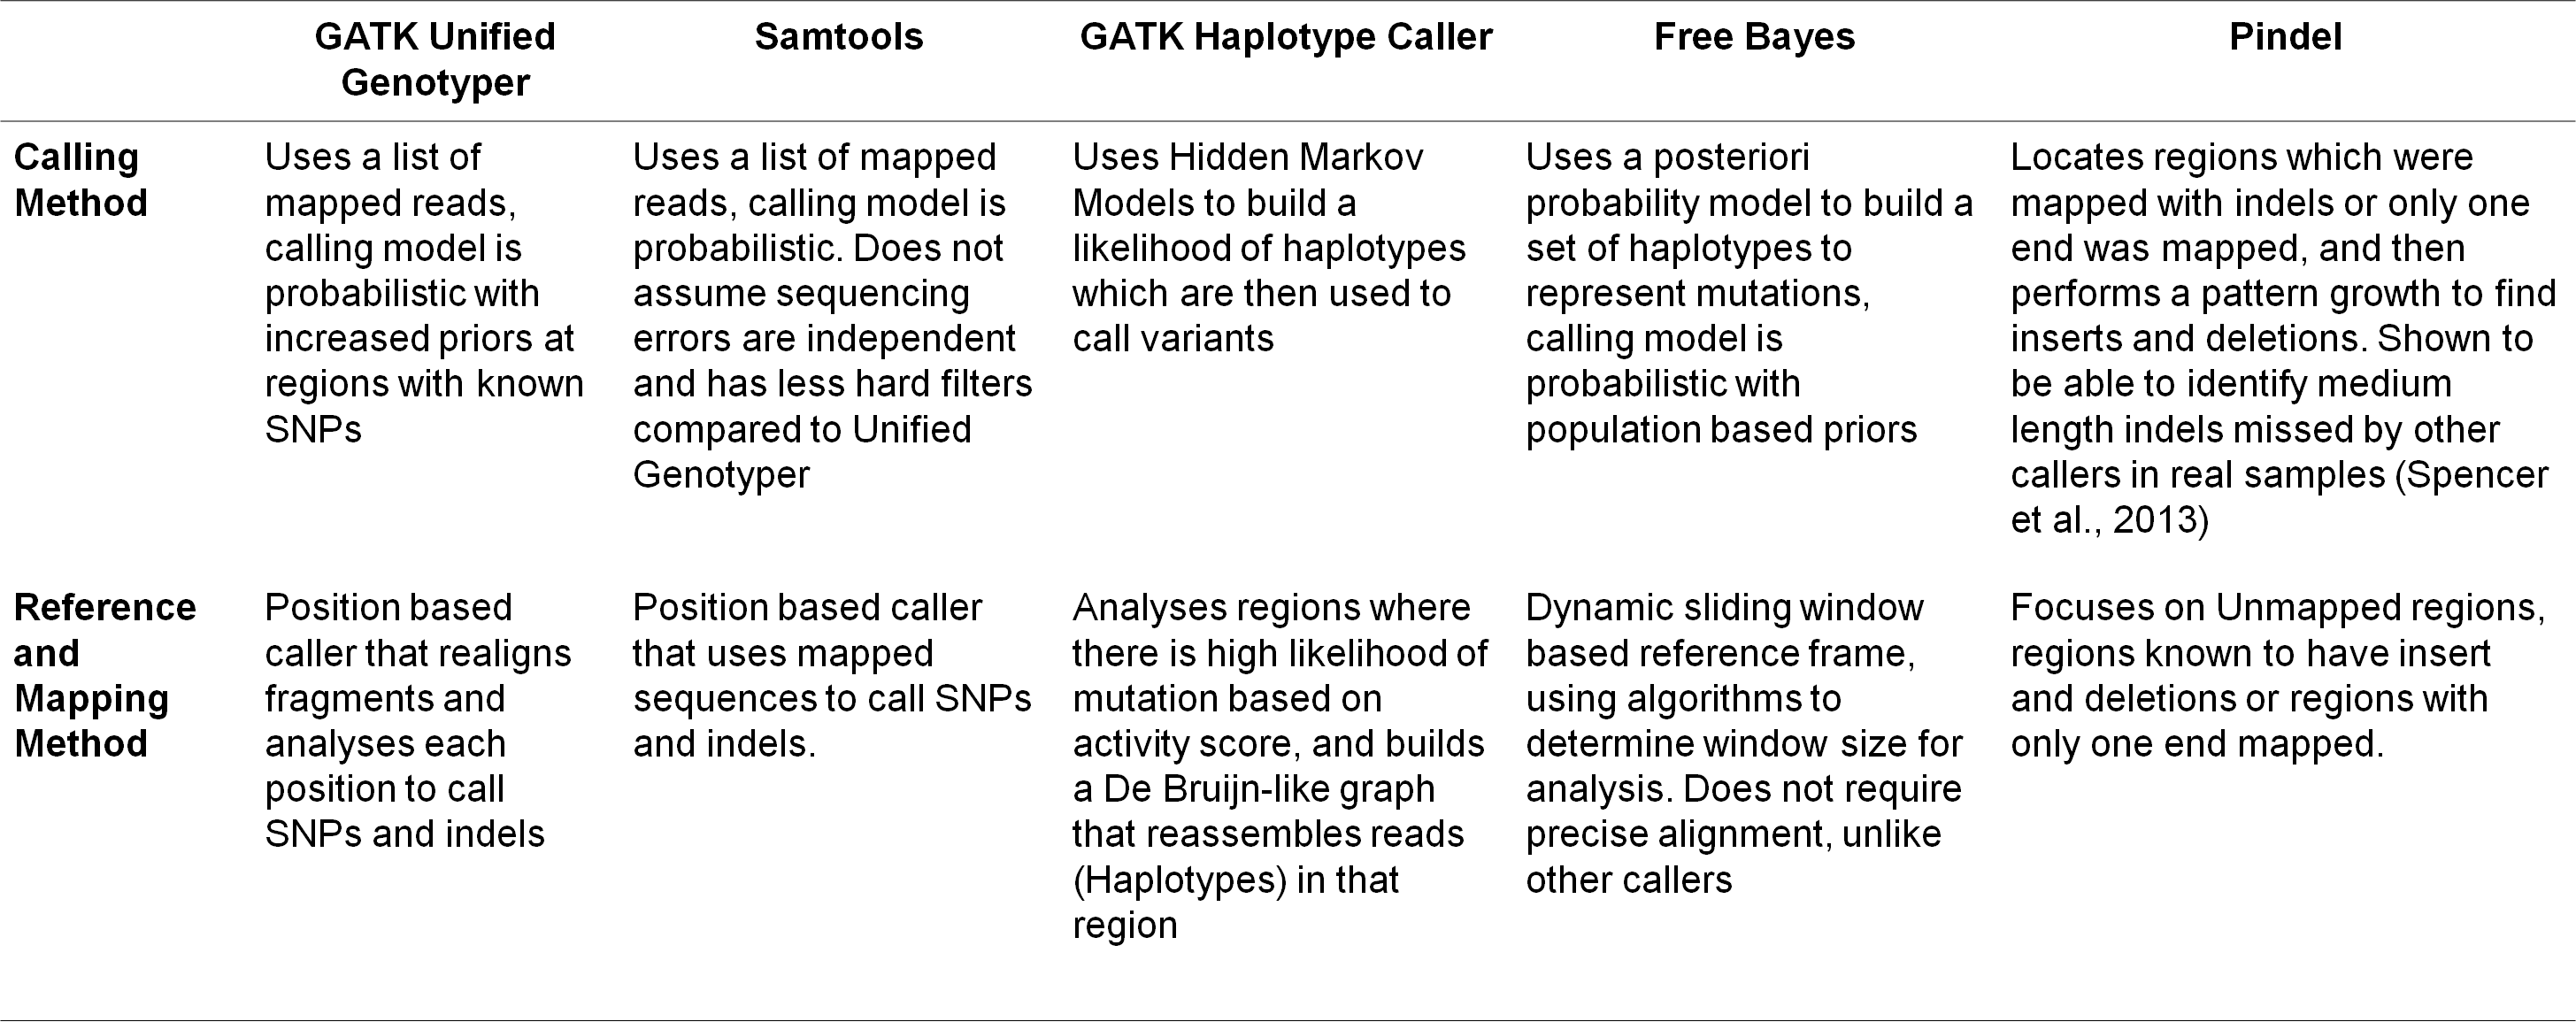 GATK Unified
Genotyper
Samtools
GATK Haplotype Caller
Free Bayes
Pindel
Calling
Method
Uses a list of
mapped reads,
calling model is
probabilistic with
increased priors at
regions with known
SNPs
Uses a list of mapped
reads, calling model is
probabilistic. Does not
assume sequencing
errors are independent
and has less hard filters
compared to Unified
Genotyper
Uses Hidden Markov
Models to build a
likelihood of haplotypes
which are then used to
call variants
Uses a posteriori
probability model to build a
set of haplotypes to
represent mutations,
calling model is
probabilistic with
population based priors
Locates regions which were
mapped with indels or only one
end was mapped, and then
performs a pattern growth to find
inserts and deletions. Shown to
be able to identify medium
length indels missed by other
callers in real samples (Spencer
et al., 2013)
Reference
and
Mapping
Method
Position based
caller that realigns
fragments and
analyses each
position to call
SNPs and indels
Position based caller
that uses mapped
sequences to call SNPs
and indels.
Analyses regions where
there is high likelihood of
mutation based on
activity score, and builds
a De Bruijn-like graph
that reassembles reads
(Haplotypes) in that
region
Dynamic sliding window
based reference frame,
using algorithms to
determine window size for
analysis. Does not require
precise alignment, unlike
other callers
Focuses on Unmapped regions,
regions known to have insert
and deletions or regions with
only one end mapped.